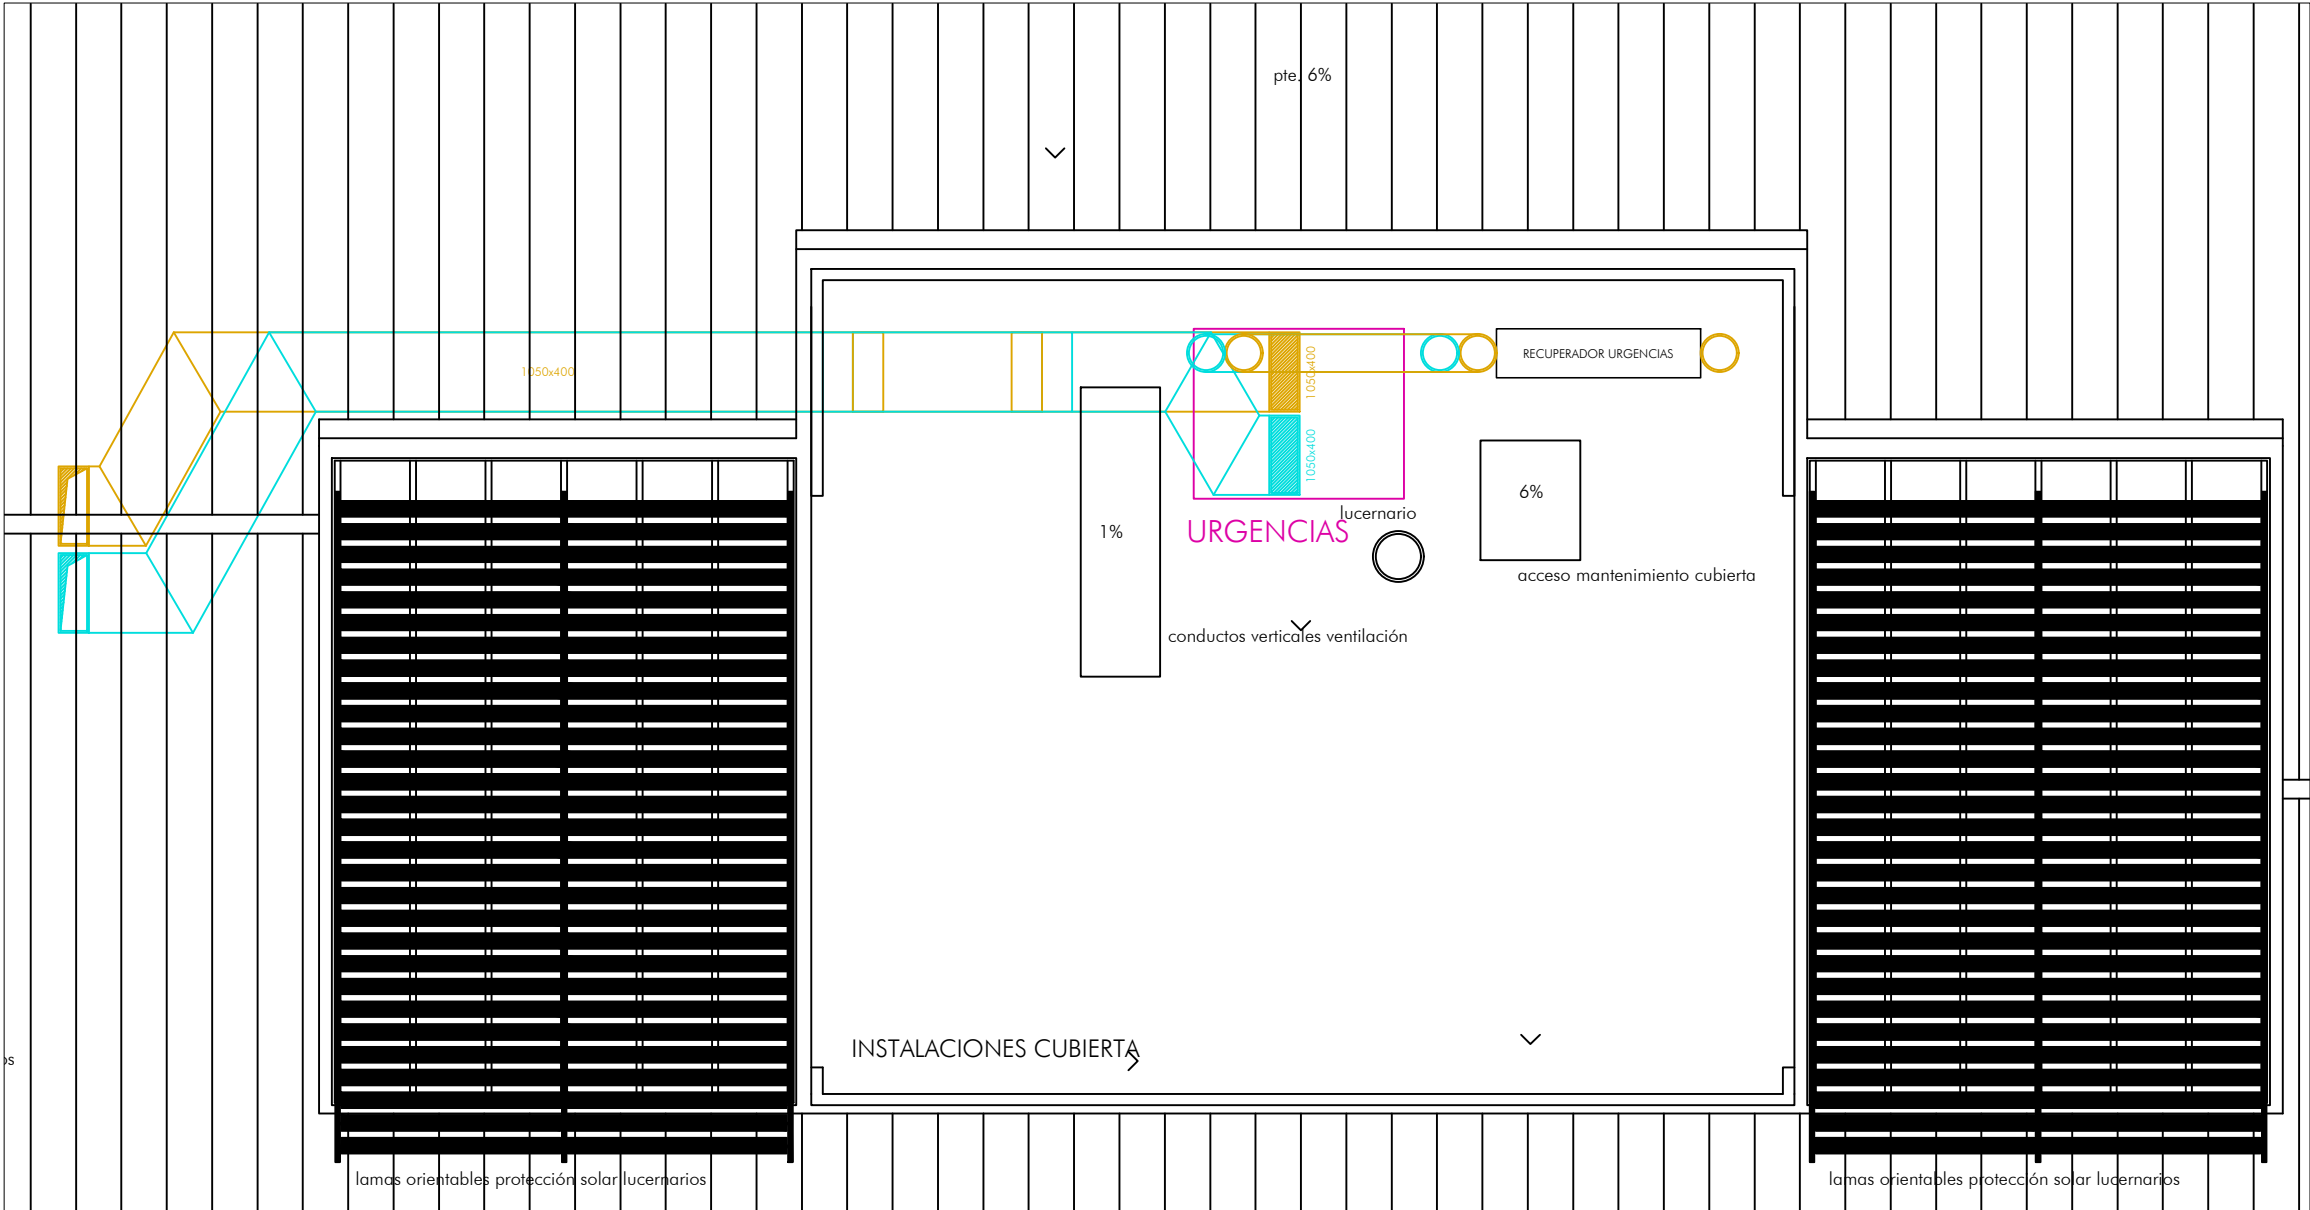 pte. 6%
1050x400
1050x400
RECUPERADOR URGENCIAS
1050x400
6%
lucernario
1%
URGENCIAS
acceso mantenimiento cubierta
conductos verticales ventilación
INSTALACIONES CUBIERTA
os
lamas orientables protección solar lucernarios
lamas orientables protección solar lucernarios